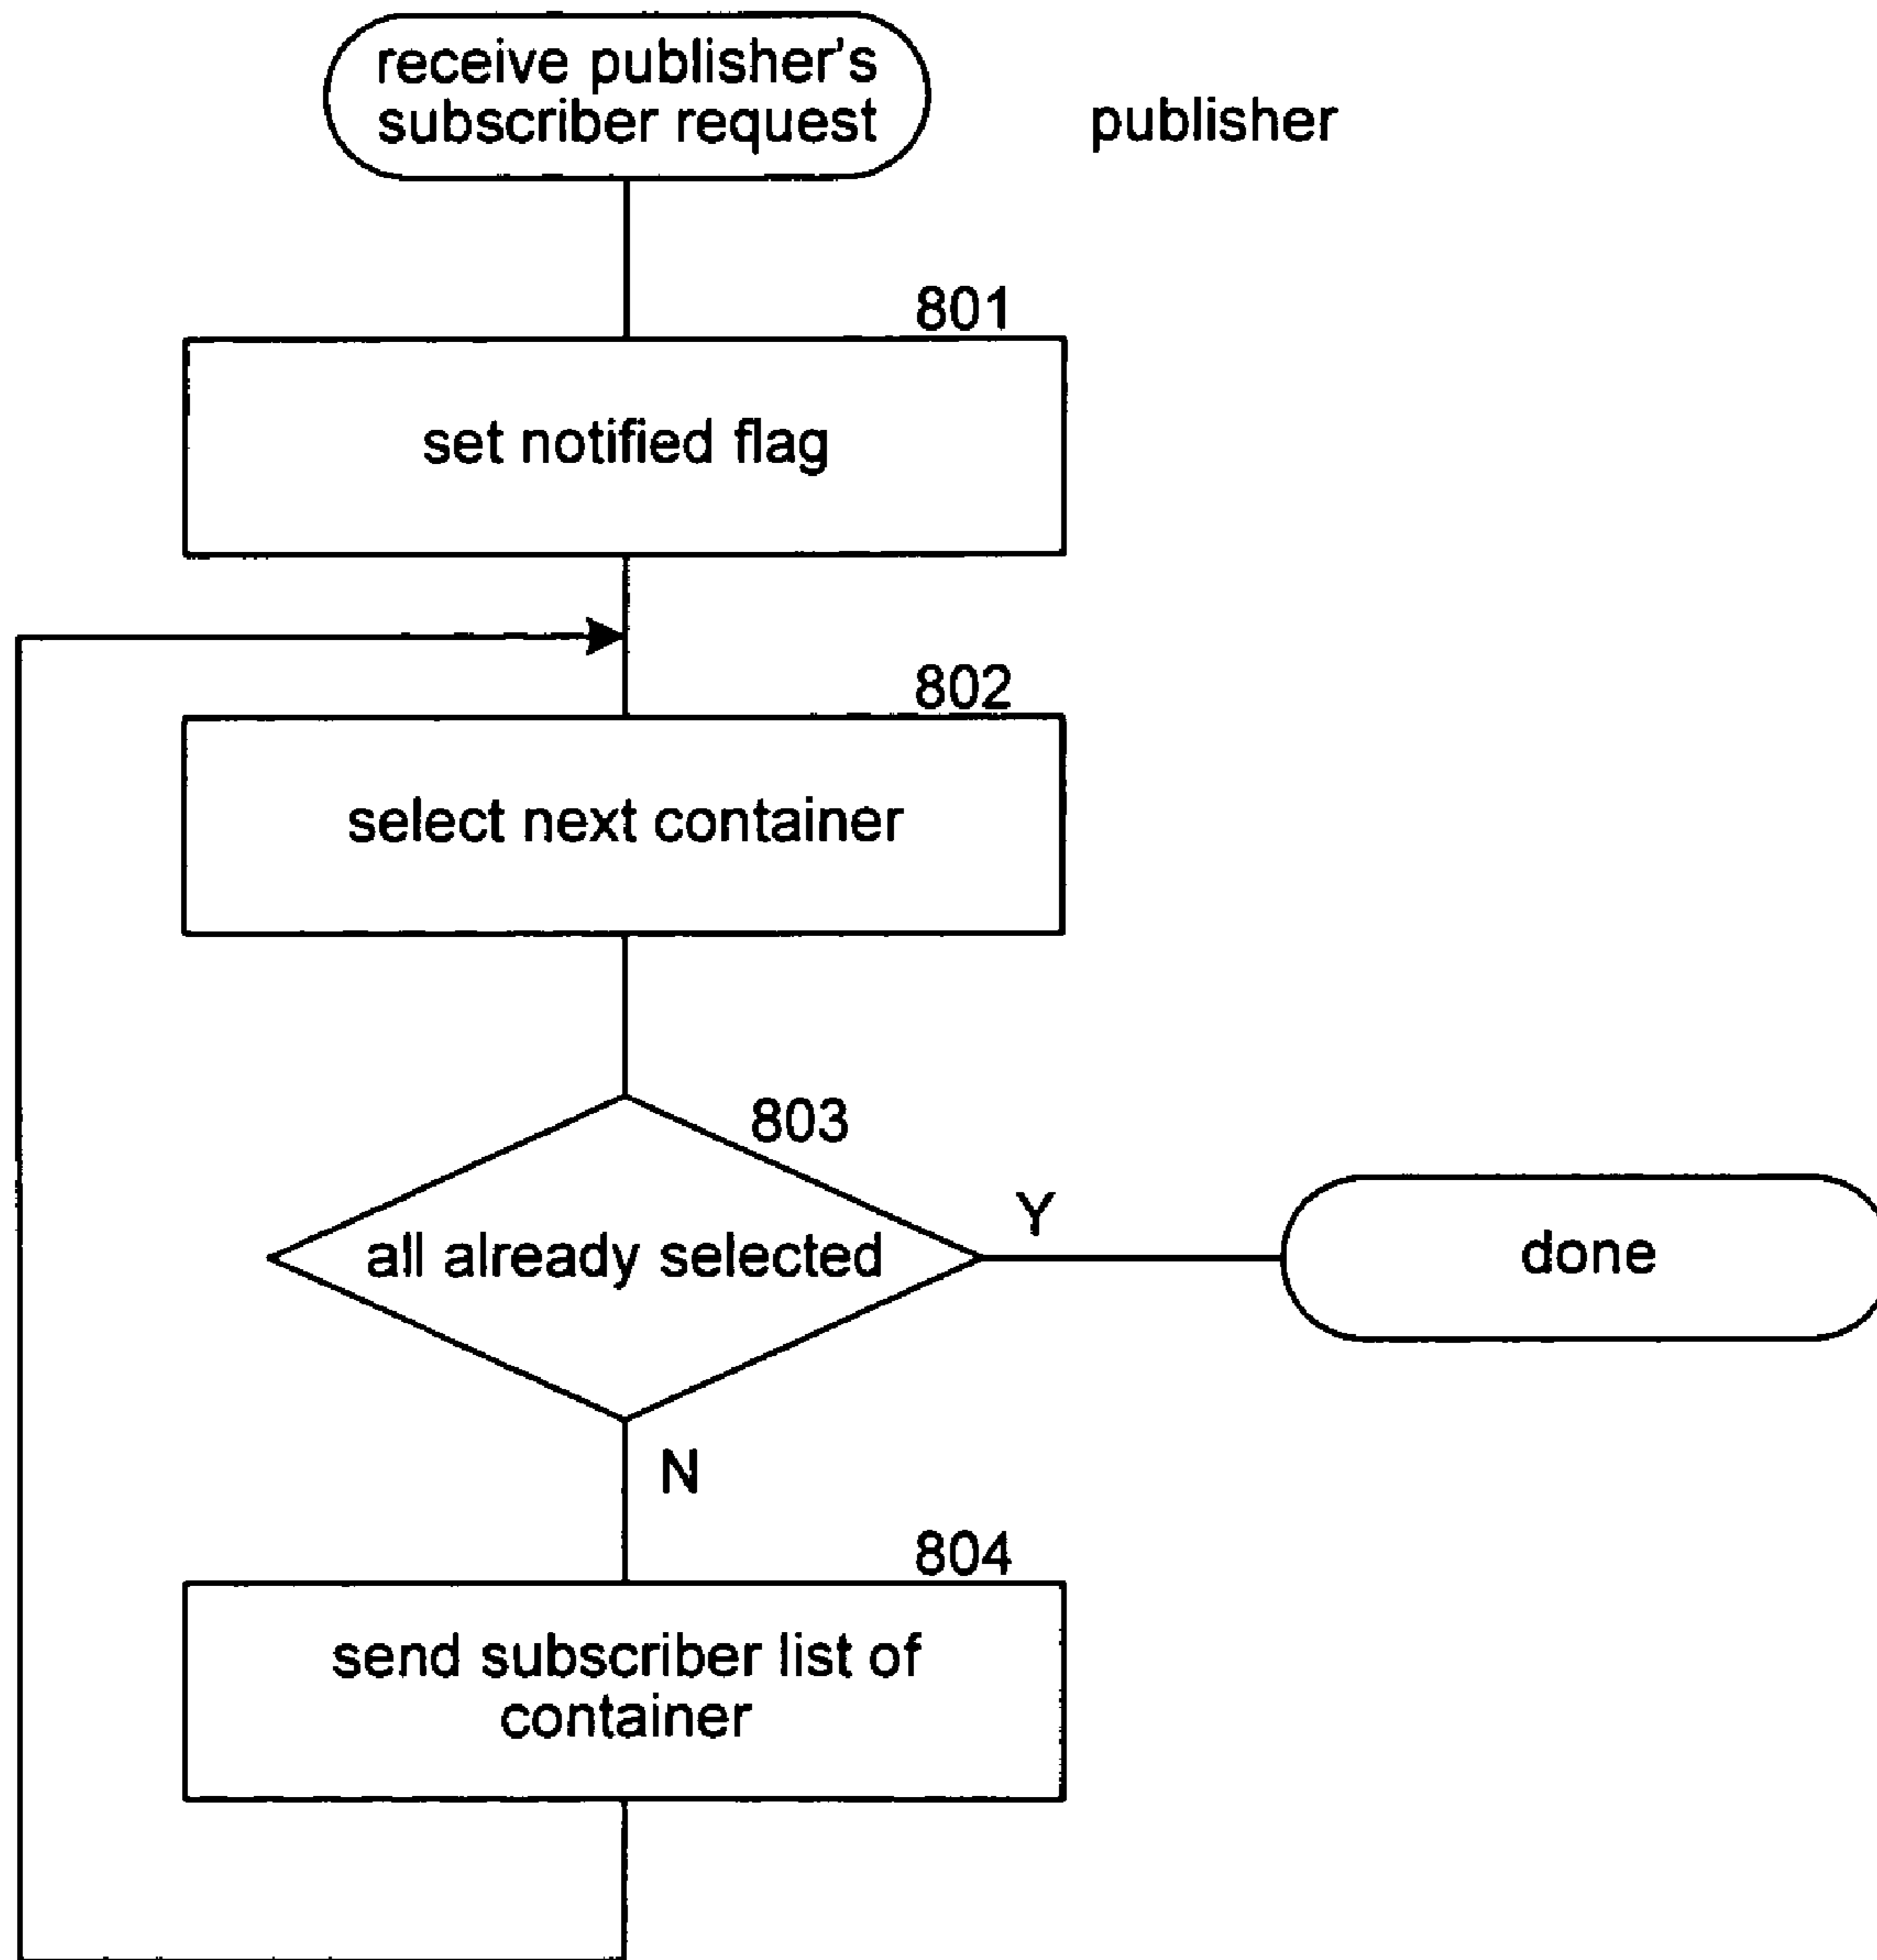 receive publisher's
subscriber request
publisher
801
set notified flag
802
select next container
803
all already selected
Y
done
N
804
send subscriber list of
container